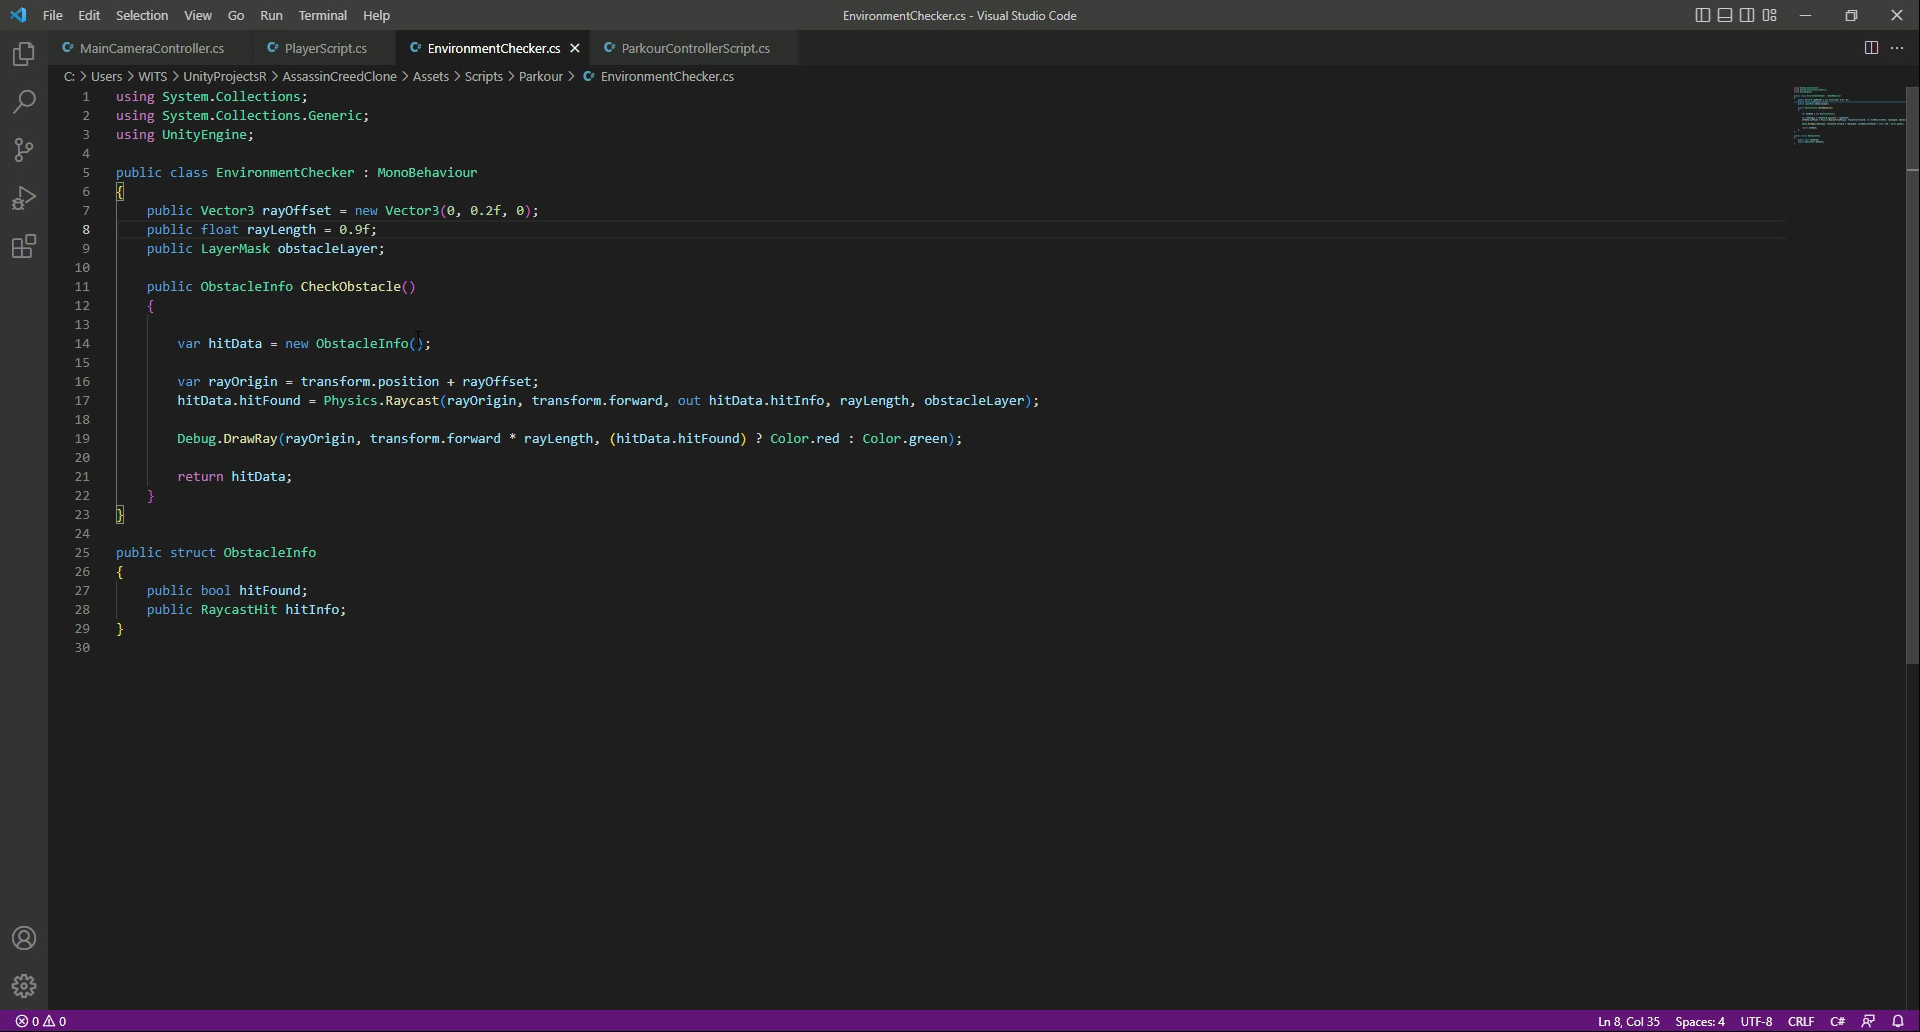 File Edit Selection View Go Run Terminal Help EnvironmentChecker.cs - Visual Studio Code
MainCameraController.cs PlayerScript.cs EnvironmentChecker.cs ParkourControllerScript.cs
C: > Users > WITS > UnityProjectsR > AssassinCreedClone > Assets > Scripts > Parkour > EnvironmentChecker.cs
1 using System.Collections;
2 using System.Collections.Generic;
3 using UnityEngine;
4
5 public class EnvironmentChecker : MonoBehaviour
6 {
7     public Vector3 rayOffset = new Vector3(0, 0.2f, 0);
8     public float rayLength = 0.9f;
9     public LayerMask obstacleLayer;
10
11     public ObstacleInfo CheckObstacle()
12     {
13
14         var hitData = new ObstacleInfo();
15
16         var rayOrigin = transform.position + rayOffset;
17         hitData.hitFound = Physics.Raycast(rayOrigin, transform.forward, out hitData.hitInfo, rayLength, obstacleLayer);
18
19         Debug.DrawRay(rayOrigin, transform.forward * rayLength, (hitData.hitFound) ? Color.red : Color.green);
20
21         return hitData;
22     }
23 }
24
25 public struct ObstacleInfo
26 {
27     public bool hitFound;
28     public RaycastHit hitInfo;
29 }
30
0 0 Ln 8, Col 35 Spaces: 4 UTF-8 CRLF C#